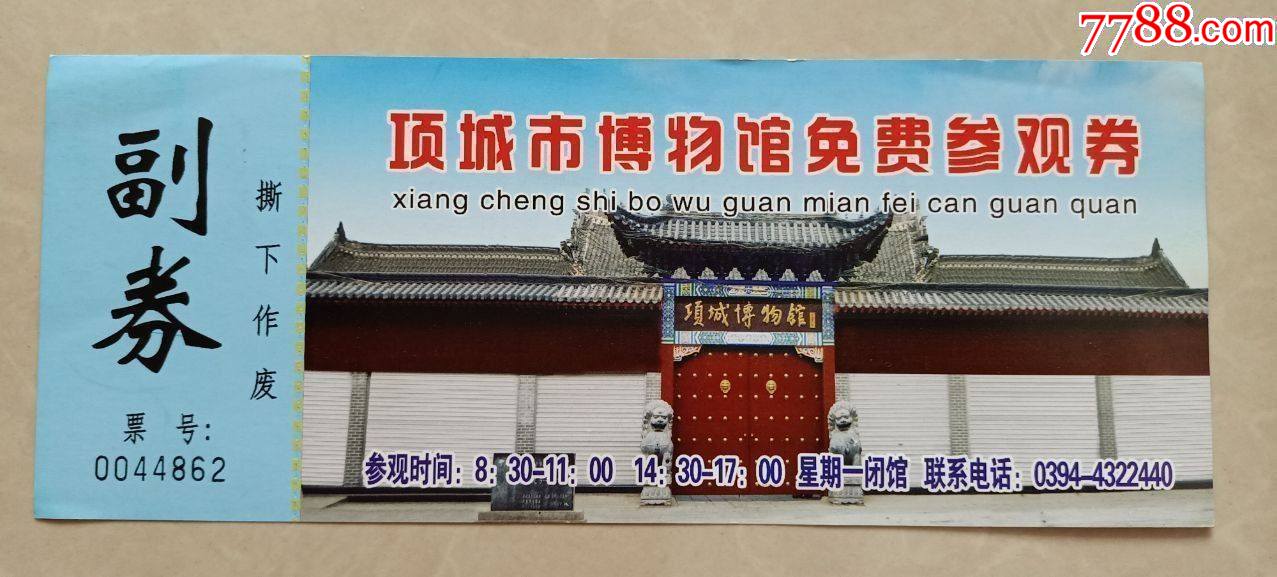 7788.com
副券
撕下作废
票号:
0044862
项城市博物馆免费参观券
xiang cheng shi bo wu guan mian fei can guan quan
项城博物馆
参观时间：8：30-11：00 14：30-17：00 星期一闭馆 联系电话：0394-4322440